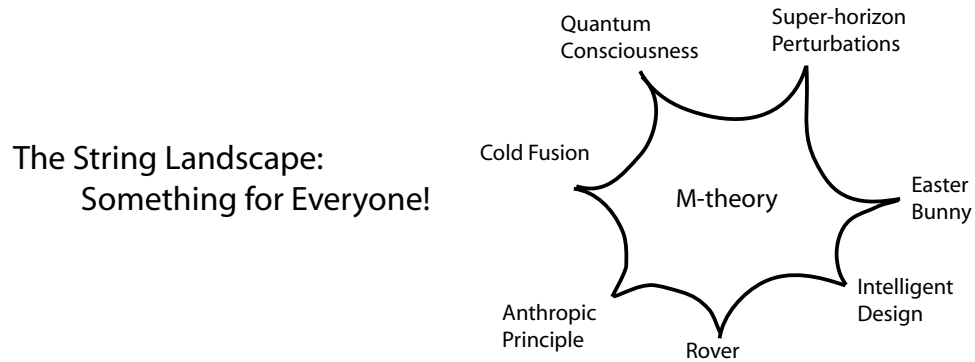 The String Landscape:
Something for Everyone!
Quantum
Consciousness
Super-horizon
Perturbations
Cold Fusion
M-theory
Easter
Bunny
Intelligent
Design
Anthropic
Principle
Rover